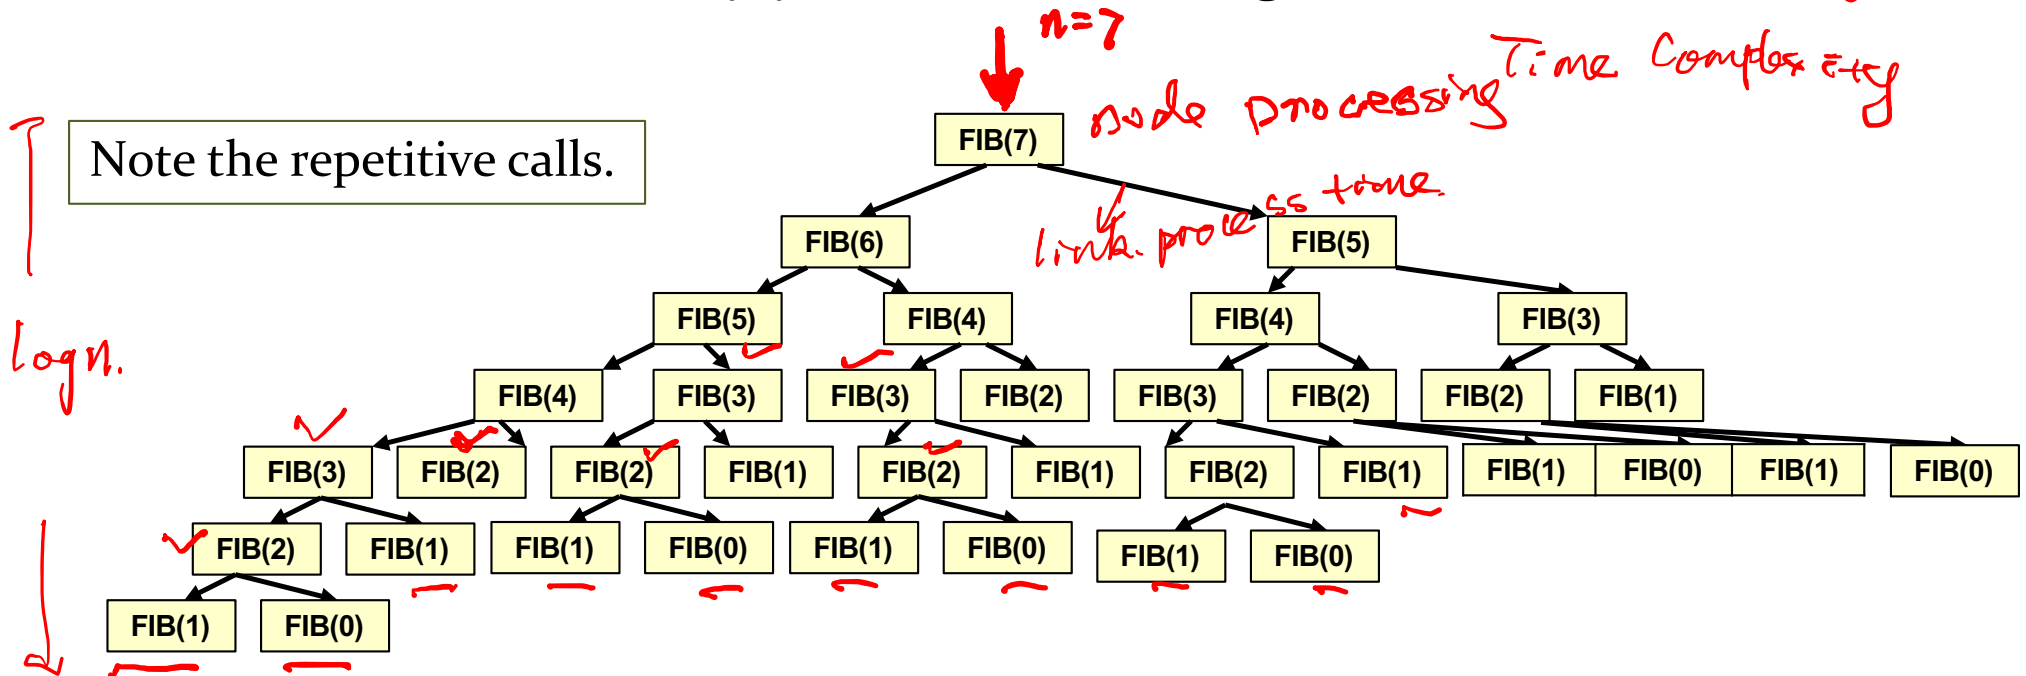 n=7
Time Complexity
node processing
Note the repetitive calls.
FIB(7)
link process time.
FIB(6) FIB(5)
FIB(5) FIB(4) FIB(4) FIB(3)
logn.
FIB(4) FIB(3) FIB(3) FIB(2) FIB(3) FIB(2) FIB(2) FIB(1)
FIB(3) FIB(2) FIB(2) FIB(1) FIB(2) FIB(1) FIB(2) FIB(1) FIB(1) FIB(0) FIB(1) FIB(0)
FIB(2) FIB(1) FIB(1) FIB(0) FIB(1) FIB(0) FIB(1) FIB(0)
FIB(1) FIB(0)